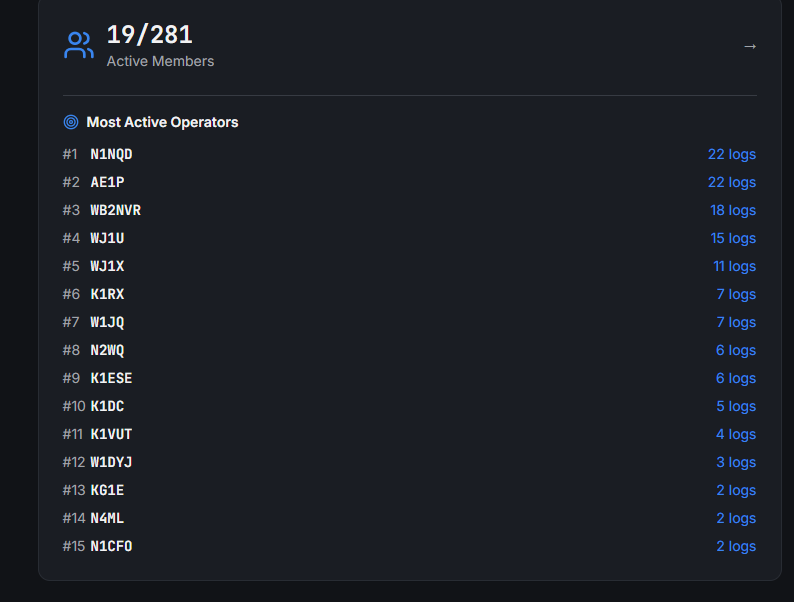 19/281
Active Members
→
Most Active Operators
#1 N1NQD 22 logs
#2 AE1P 22 logs
#3 WB2NVR 18 logs
#4 WJ1U 15 logs
#5 WJ1X 11 logs
#6 K1RX 7 logs
#7 W1JQ 7 logs
#8 N2WQ 6 logs
#9 K1ESE 6 logs
#10 K1DC 5 logs
#11 K1VUT 4 logs
#12 W1DYJ 3 logs
#13 KG1E 2 logs
#14 N4ML 2 logs
#15 N1CFO 2 logs